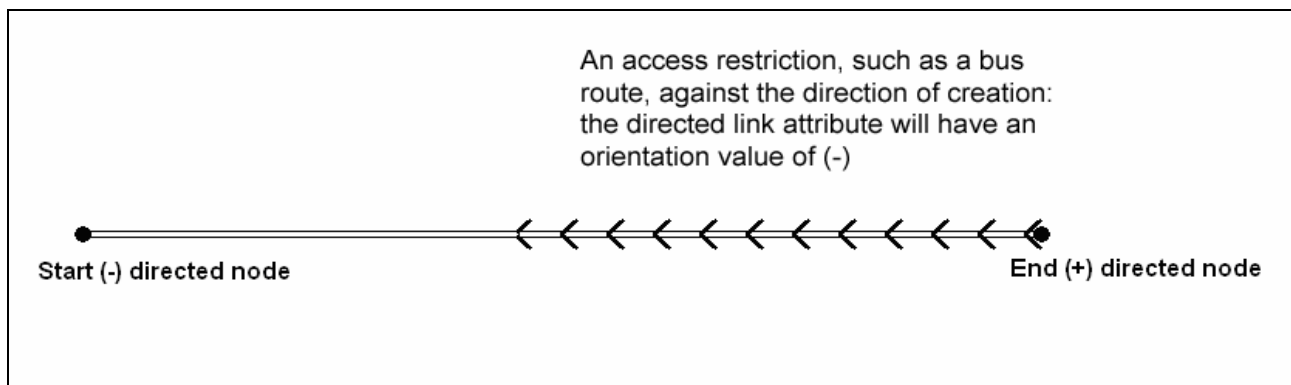 An access restriction, such as a bus
route, against the direction of creation:
the directed link attribute will have an
orientation value of (-)
Start (-) directed node
End (+) directed node